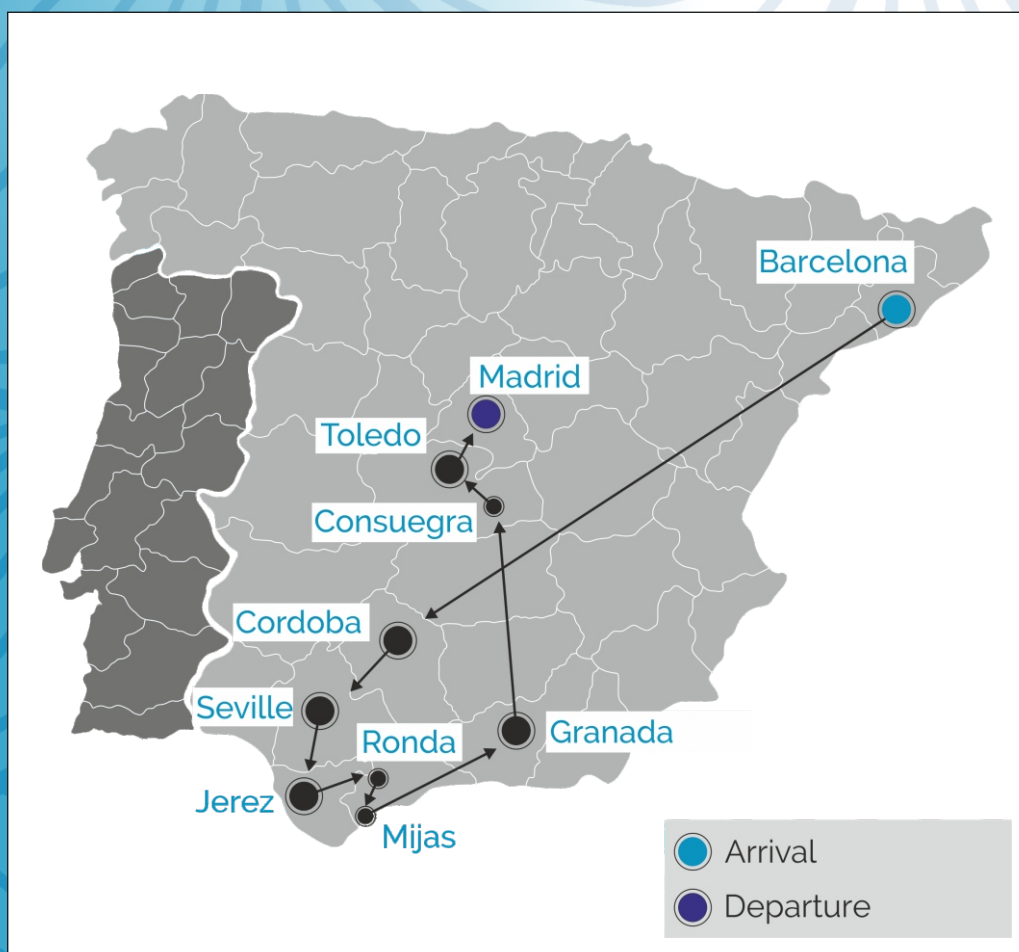 Barcelona
Madrid
Toledo
Consuegra
Cordoba
Seville
Ronda
Granada
Jerez
Mijas
Arrival
Departure